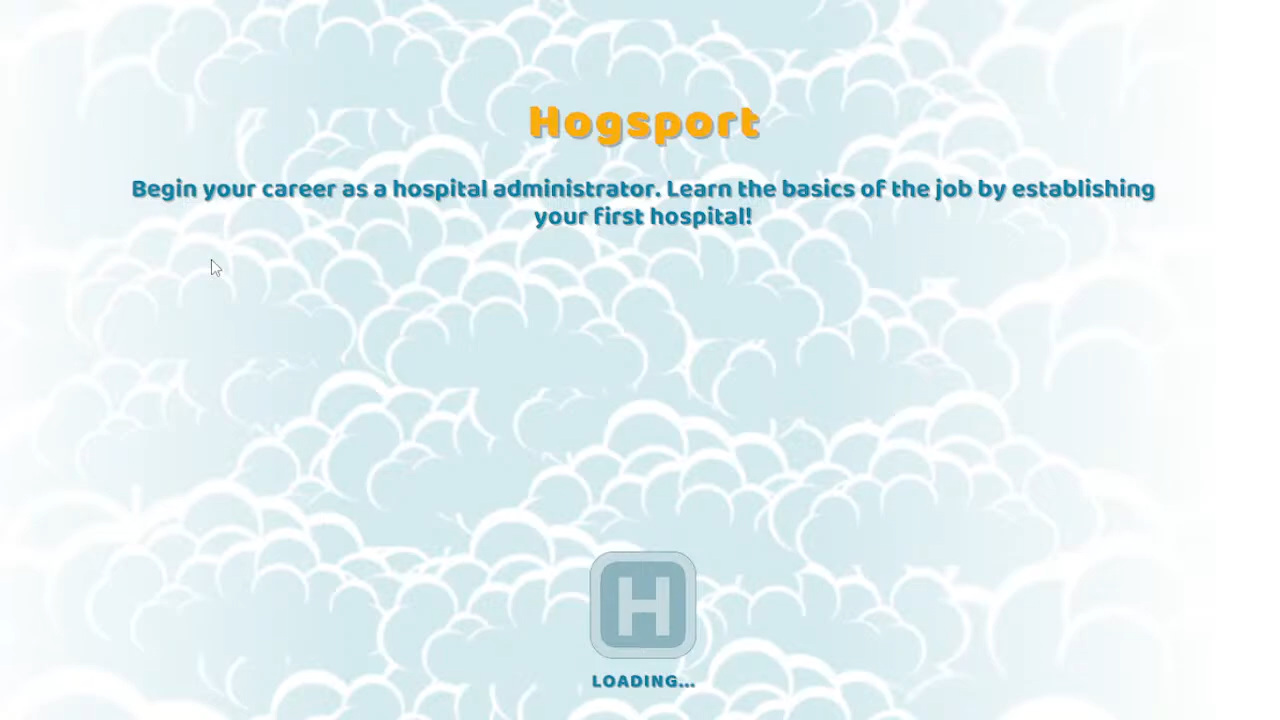 Hogsport
Begin your career as a hospital administrator. Learn the basics of the job by establishing
your first hospital!
H
LOADING...